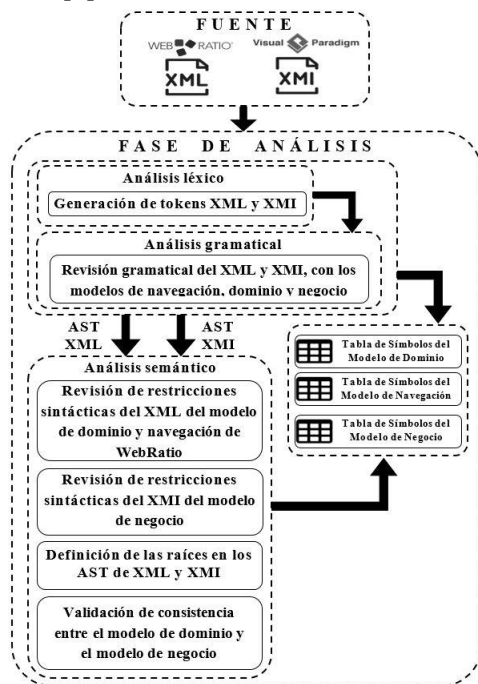 FUENTE
WEB RATIO
Visual Paradigm
XML
XMI
FASE DE ANÁLISIS
Análisis léxico
Generación de tokens XML y XMI
Análisis gramatical
Revisión gramatical del XML y XMI, con los
modelos de navegación, dominio y negocio
AST
XML
AST
XMI
Análisis semántico
Revisión de restricciones
sintácticas del XML del modelo
de dominio y navegación de
WebRatio
Revisión de restricciones
sintácticas del XMI del modelo
de negocio
Definición de las raíces en los
AST de XML y XMI
Validación de consistencia
entre el modelo de dominio y
el modelo de negocio
Tabla de Símbolos del
Modelo de Dominio
Tabla de Símbolos del
Modelo de Navegación
Tabla de Símbolos del
Modelo de Negocio